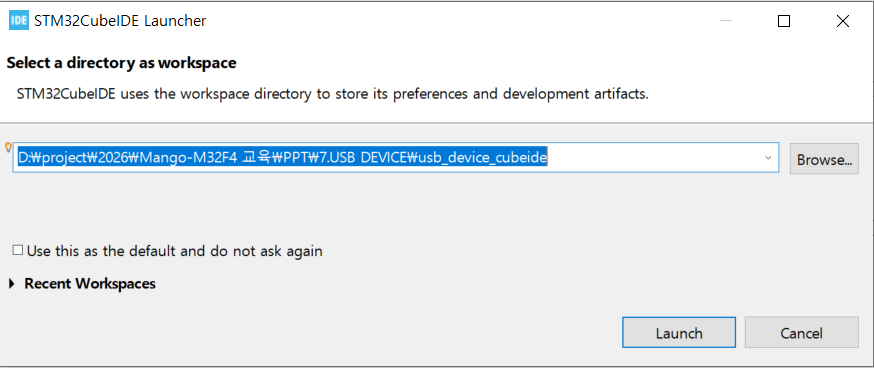 IDE STM32CubeIDE Launcher
Select a directory as workspace
STM32CubeIDE uses the workspace directory to store its preferences and development artifacts.
D:₩project₩2026₩Mango-M32F4 교육₩PPT₩7.USB DEVICE₩usb_device_cubeide
Browse...
Use this as the default and do not ask again
Recent Workspaces
Launch
Cancel